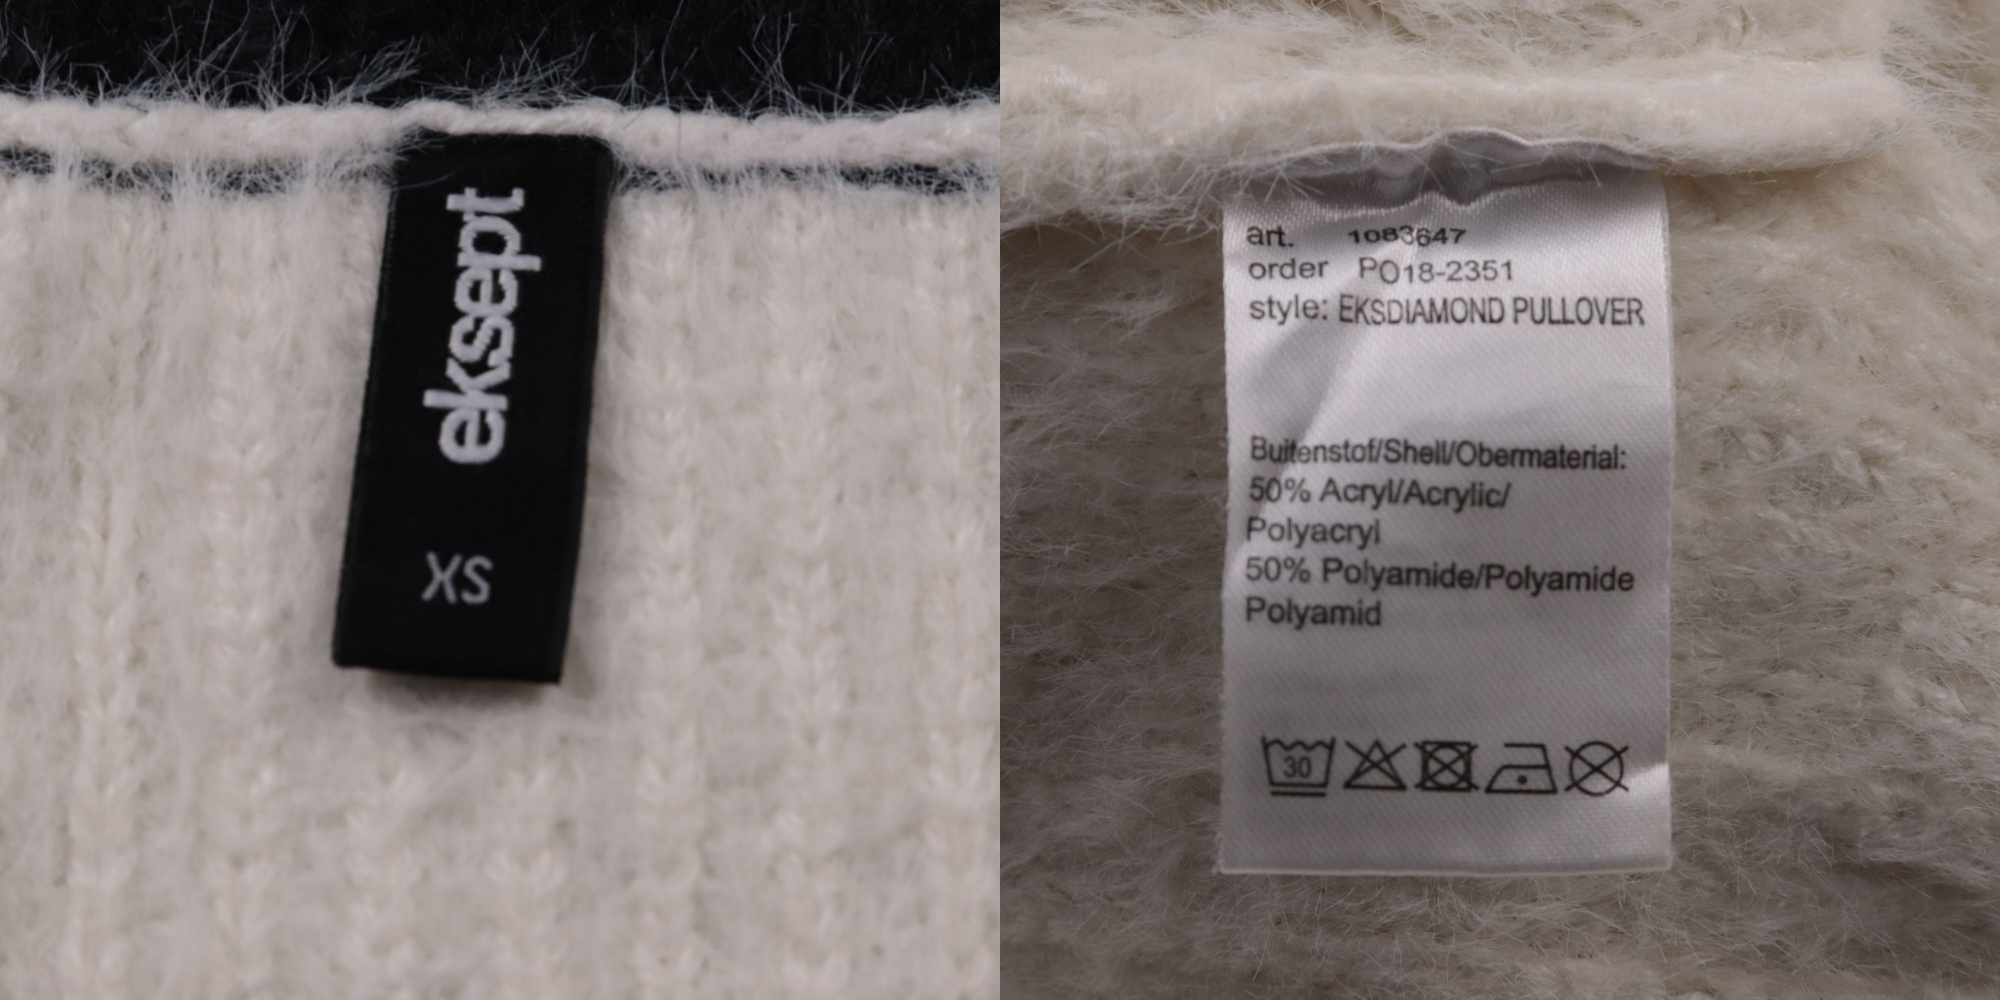 eksept
XS
art. 1083647
order PO18-2351
style: EKSDIAMOND PULLOVER
Buitenstof/Shell/Obermaterial:
50% Acryl/Acrylic/
Polyacryl
50% Polyamide/Polyamide
Polyamid
30